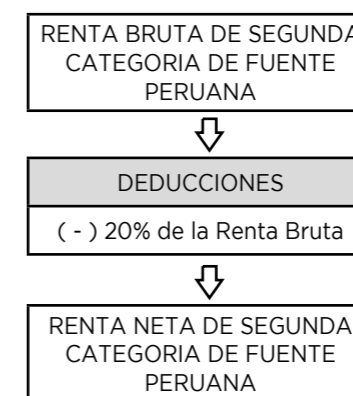 RENTA BRUTA DE SEGUNDA
CATEGORIA DE FUENTE
PERUANA
DEDUCCIONES
( - ) 20% de la Renta Bruta
RENTA NETA DE SEGUNDA
CATEGORIA DE FUENTE
PERUANA